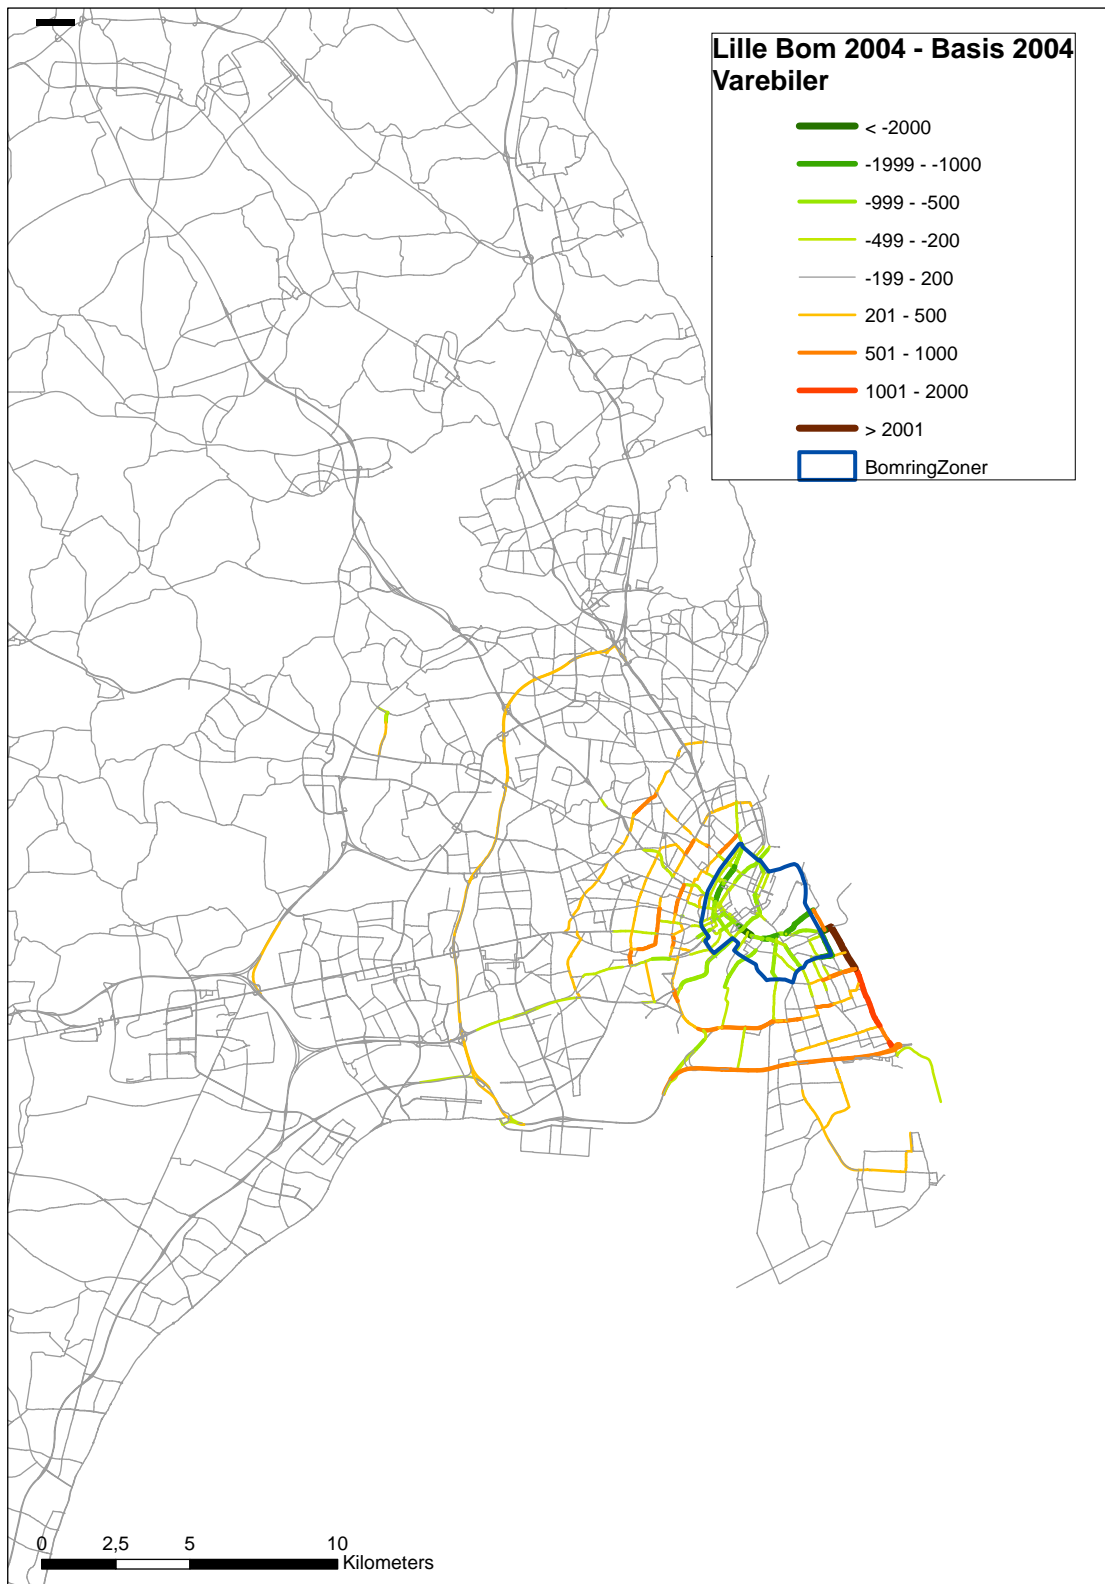 Lille Bom 2004 - Basis 2004
Varebiler
< -2000
-1999 - -1000
-999 - -500
-499 - -200
-199 - 200
201 - 500
501 - 1000
1001 - 2000
> 2001
BomringZoner
0 2,5 5 10
Kilometers